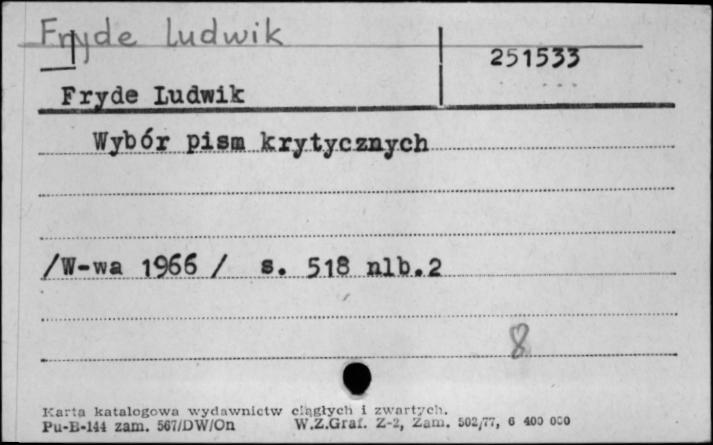 Fryde Ludwik
251533
Fryde Ludwik
Wybór pism krytycznych
/W-wa 1966 / s. 518 nlb.2
8
Karta katalogowa wydawnictw ciągłych i zwartych.
Pu-B-144 zam. 567/DW/On W.Z.Graf. Z-2, Zam. 502/77, 6 400 000